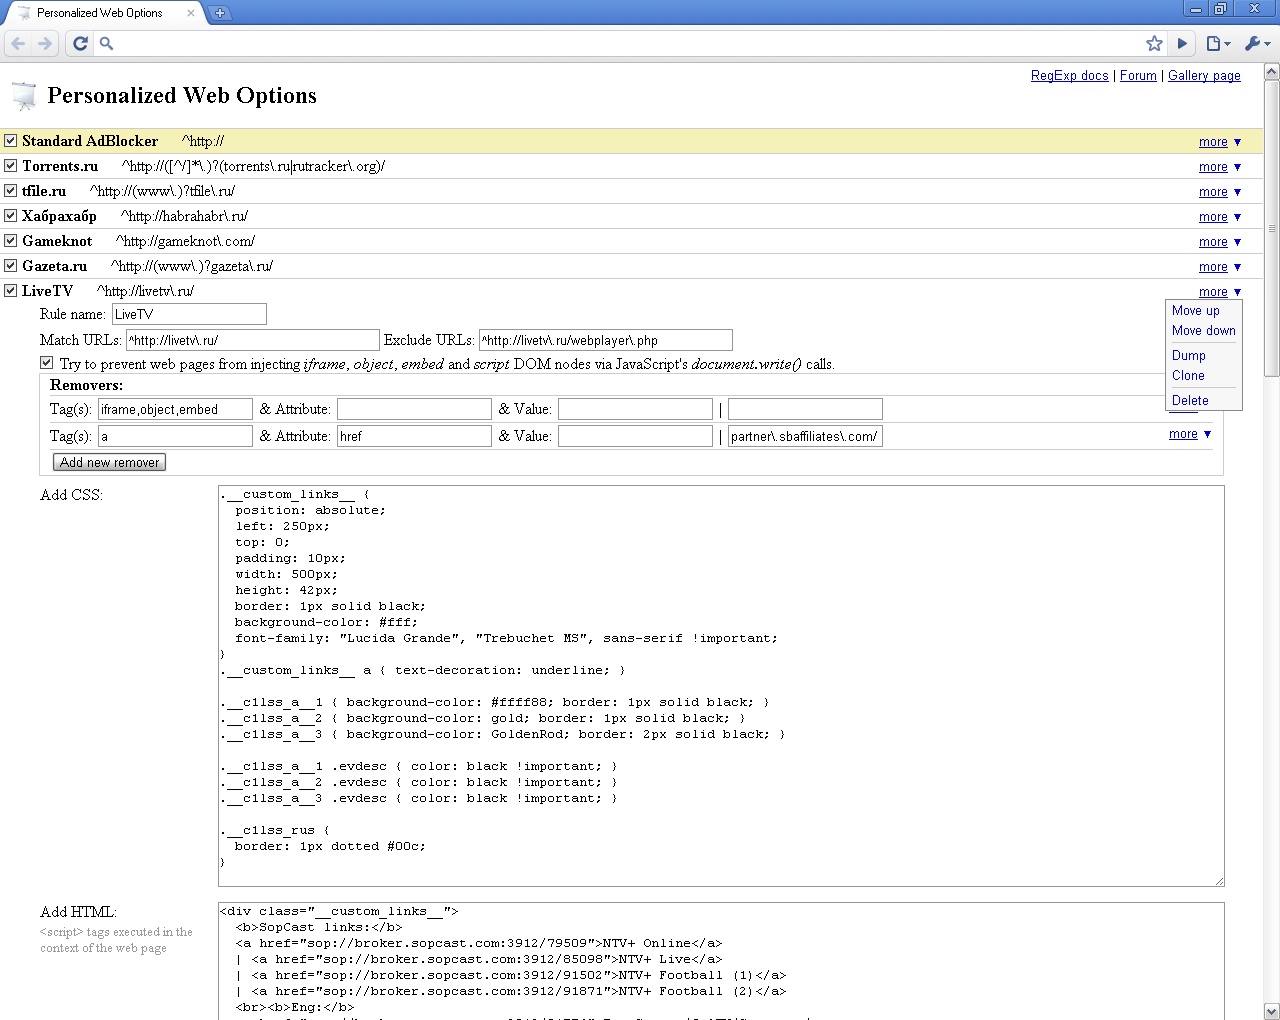 Personalized Web Options
RegExp docs | Forum | Gallery page
Personalized Web Options
Standard AdBlocker ^http:// more ▼
Torrents.ru ^http://([^/]*\.)?(torrents\.ru|rutracker\.org)/ more ▼
tfile.ru ^http://(www\.)?tfile\.ru/ more ▼
Хабрахабр ^http://habrahabr\.ru/ more ▼
Gameknot ^http://gameknot\.com/ more ▼
Gazeta.ru ^http://(www\.)?gazeta\.ru/ more ▼
LiveTV ^http://livetv\.ru/ more ▼
Rule name: LiveTV
Move up
Move down
Dump
Clone
Delete
Match URLs: ^http://livetv\.ru/ Exclude URLs: ^http://livetv\.ru/webplayer\.php
Try to prevent web pages from injecting iframe, object, embed and script DOM nodes via JavaScript's document.write() calls.
Removers:
Tag(s): iframe,object,embed & Attribute: & Value: |
Tag(s): a & Attribute: href & Value: | partner\.sbaffiliates\.com/ more ▼
Add new remover
Add CSS:
.__custom_links__ {
position: absolute;
left: 250px;
top: 0;
padding: 10px;
width: 500px;
height: 42px;
border: 1px solid black;
background-color: #fff;
font-family: "Lucida Grande", "Trebuchet MS", sans-serif !important;
}
.__custom_links__ a { text-decoration: underline; }
.__c1lss_a__1 { background-color: #ffff88; border: 1px solid black; }
.__c1lss_a__2 { background-color: gold; border: 1px solid black; }
.__c1lss_a__3 { background-color: GoldenRod; border: 2px solid black; }
.__c1lss_a__1 .evdesc { color: black !important; }
.__c1lss_a__2 .evdesc { color: black !important; }
.__c1lss_a__3 .evdesc { color: black !important; }
.__c1lss_rus {
border: 1px dotted #00c;
}
Add HTML:
<script> tags executed in the
context of the web page
<div class="__custom_links__">
<b>SopCast links:</b>
<a href="sop://broker.sopcast.com:3912/79509">NTV+ Online</a>
| <a href="sop://broker.sopcast.com:3912/85098">NTV+ Live</a>
| <a href="sop://broker.sopcast.com:3912/91502">NTV+ Football (1)</a>
| <a href="sop://broker.sopcast.com:3912/91871">NTV+ Football (2)</a>
<br><b>Eng:</b>